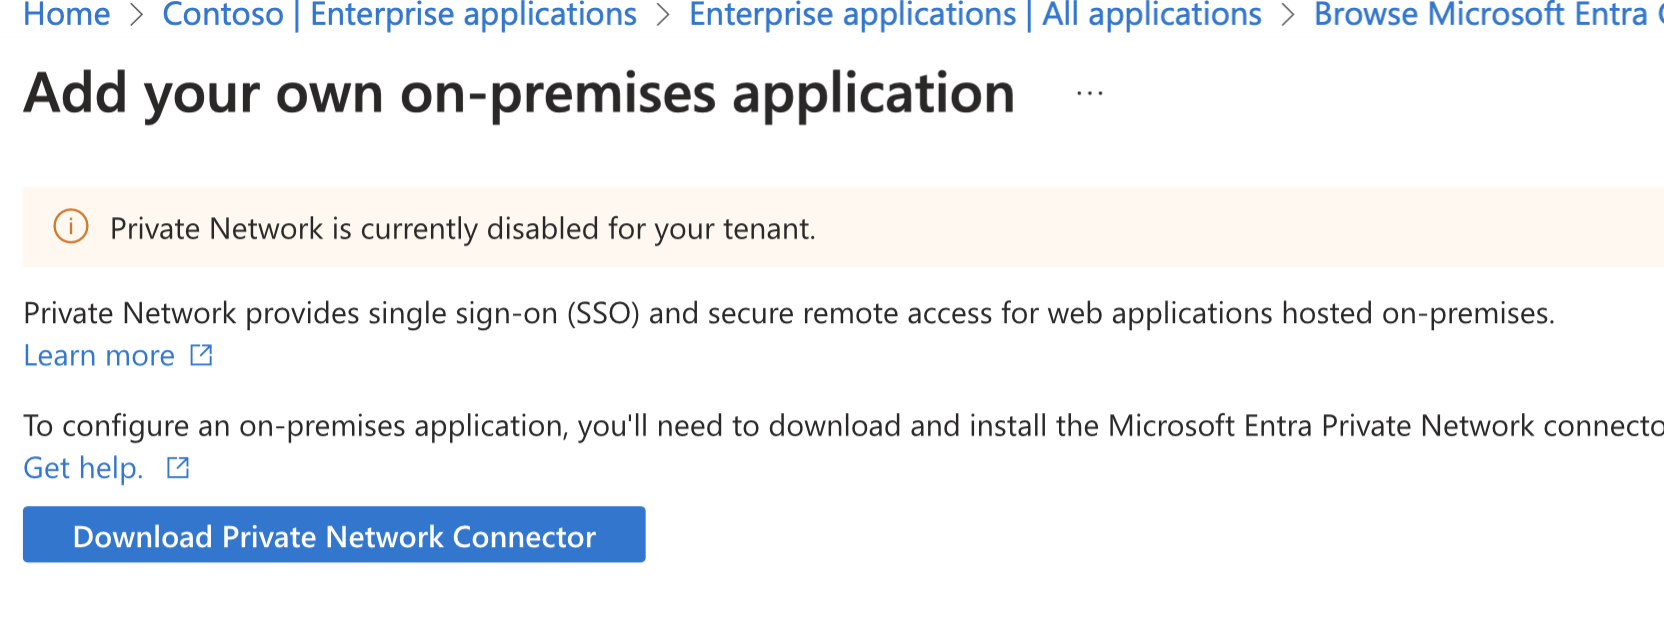 Home > Contoso | Enterprise applications > Enterprise applications | All applications > Browse Microsoft Entra
Add your own on-premises application ...
Private Network is currently disabled for your tenant.
Private Network provides single sign-on (SSO) and secure remote access for web applications hosted on-premises.
Learn more
To configure an on-premises application, you'll need to download and install the Microsoft Entra Private Network
Get help.
Download Private Network Connector